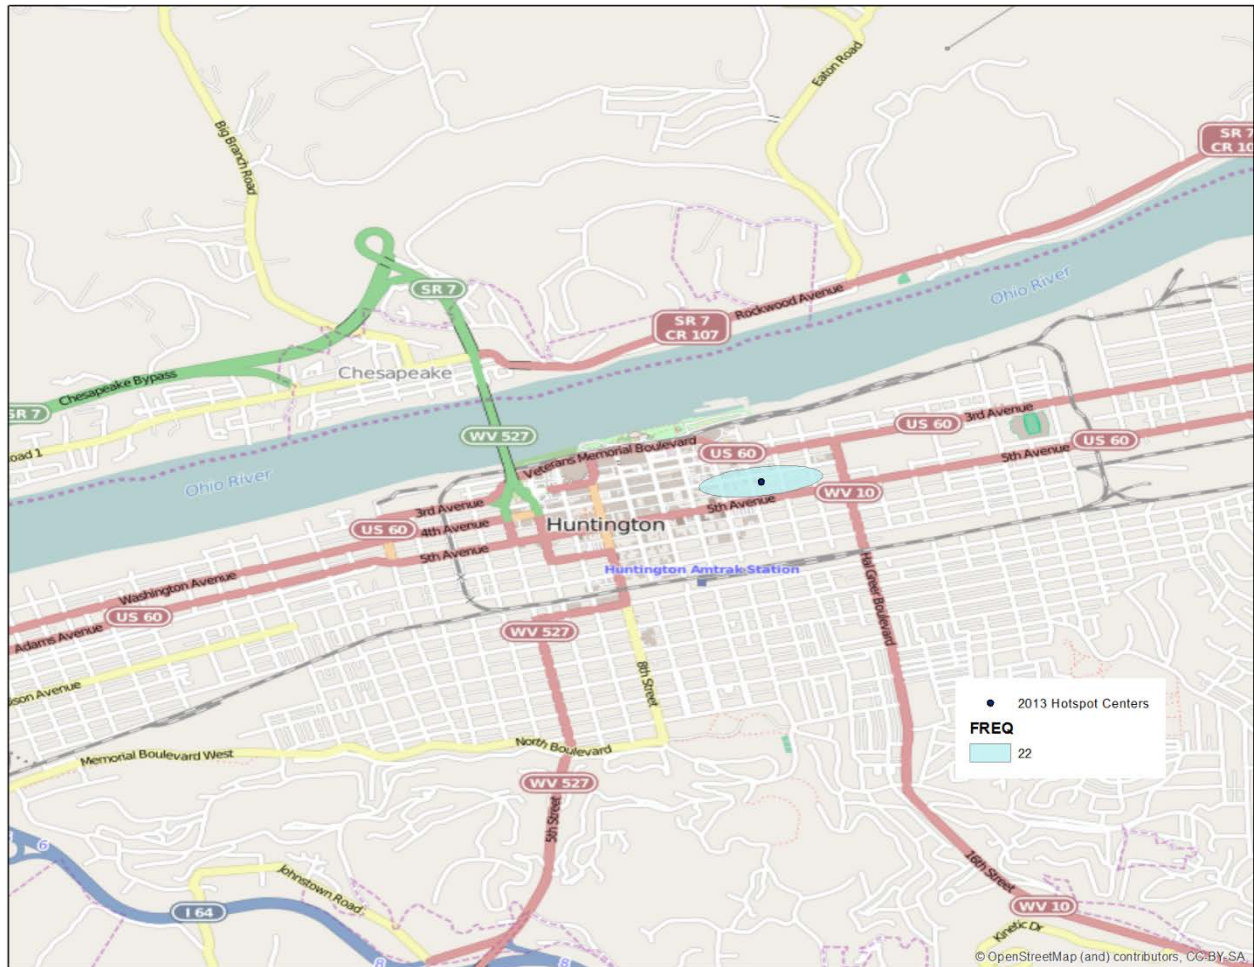 Eaton Road
SR 7
CR 10
Big Branch Road
Ohio River
SR 7
Rockwood Avenue
SR 7
CR 107
Chesapeake
Chesapeake Bypass
SR 7
3rd Avenue
US 60
WV 527
5th Avenue
US 60
Veterans Memorial Boulevard
US 60
oad 1
Ohio River
WV 10
3rd Avenue
5th Avenue
US 60
4th Avenue
Huntington
5th Avenue
Huntington Amtrak Station
Washington Avenue
Hal Greer Boulevard
US 60
Adams Avenue
WV 527
8th Street
ison Avenue
2013 Hotspot Centers
FREQ
22
North Boulevard
Memorial Boulevard West
WV 527
5th Street
6
16th Street
Johnstown Road
I 64
WV 10
Kinetic Dr
8
8
© OpenStreetMap (and) contributors, CC-BY-SA